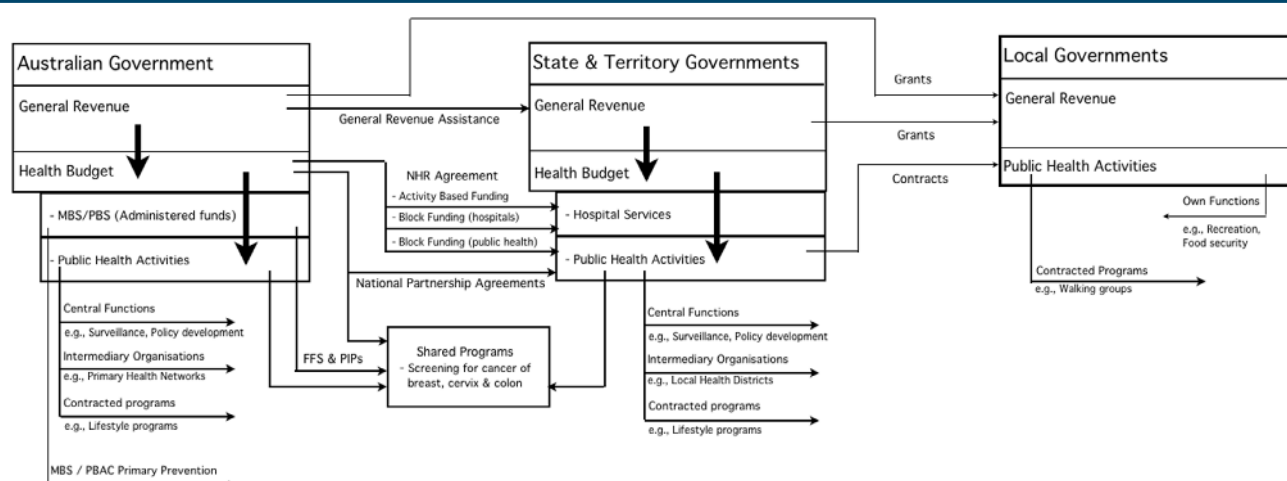 Australian Government
General Revenue
Health Budget
- MBS/PBS (Administered funds)
- Public Health Activities
Central Functions
e.g., Surveillance, Policy development
Intermediary Organisations
e.g., Primary Health Networks
Contracted programs
e.g., Lifestyle programs
MBS / PBAC Primary Prevention
General Revenue Assistance
NHR Agreement
- Activity Based Funding
- Block Funding (hospitals)
- Block Funding (public health)
National Partnership Agreements
FFS & PIPs
Shared Programs
- Screening for cancer of
breast, cervix & colon
State & Territory Governments
General Revenue
Health Budget
- Hospital Services
- Public Health Activities
Central Functions
e.g., Surveillance, Policy development
Intermediary Organisations
e.g., Local Health Districts
Contracted programs
e.g., Lifestyle programs
Grants
Grants
Contracts
Local Governments
General Revenue
Public Health Activities
Own Functions
e.g., Recreation,
Food security
Contracted Programs
e.g., Walking groups